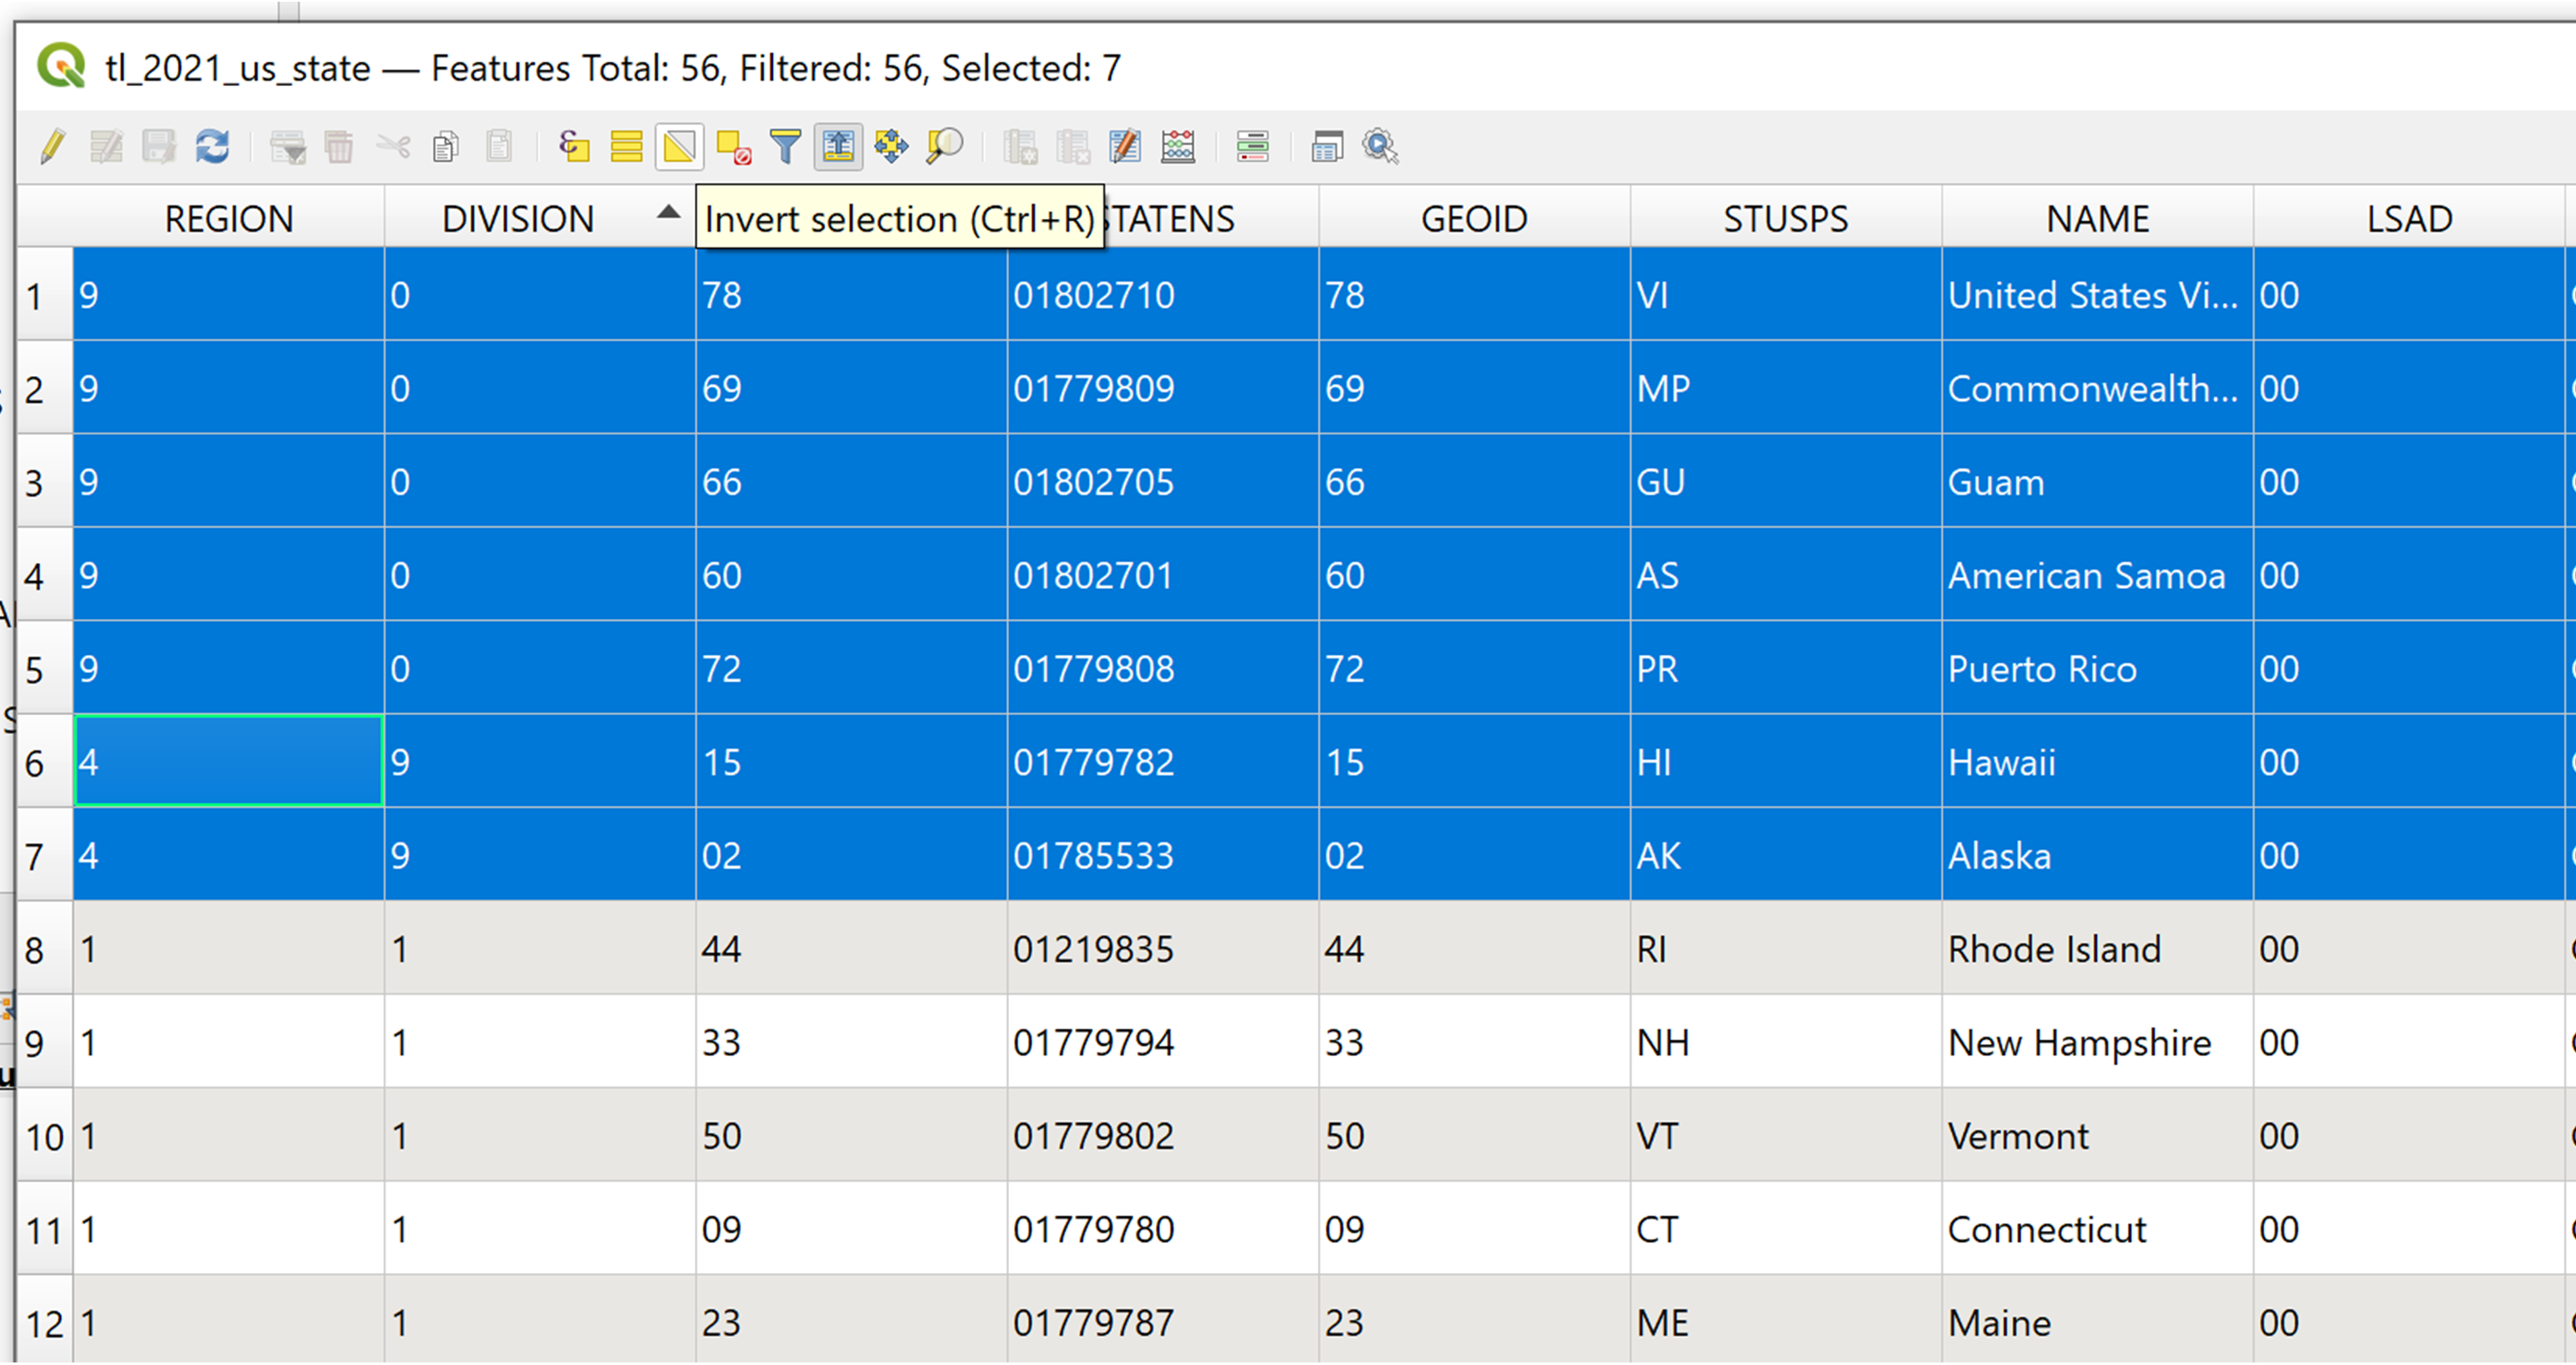 tl_2021_us_state — Features Total: 56, Filtered: 56, Selected: 7
REGION DIVISION Invert selection (Ctrl+R) STATENS GEOID STUSPS NAME LSAD
1 9 0 78 01802710 78 VI United States Vi... 00
2 9 0 69 01779809 69 MP Commonwealth... 00
3 9 0 66 01802705 66 GU Guam 00
4 9 0 60 01802701 60 AS American Samoa 00
5 9 0 72 01779808 72 PR Puerto Rico 00
6 4 9 15 01779782 15 HI Hawaii 00
7 4 9 02 01785533 02 AK Alaska 00
8 1 1 44 01219835 44 RI Rhode Island 00
9 1 1 33 01779794 33 NH New Hampshire 00
10 1 1 50 01779802 50 VT Vermont 00
11 1 1 09 01779780 09 CT Connecticut 00
12 1 1 23 01779787 23 ME Maine 00